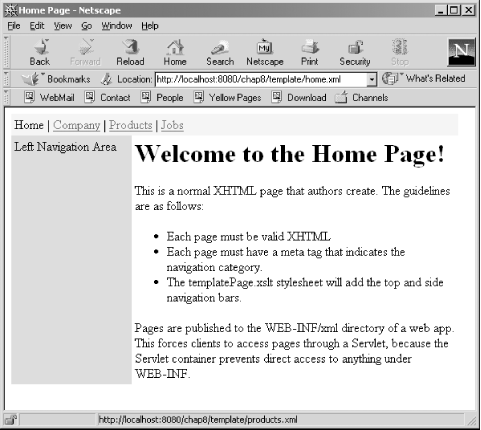 Home Page - Netscape
File Edit View Go Window Help
Back Forward Reload Home Search Netscape Print Security Stop
My
N
Bookmarks Location: http://localhost:8080/chap8/template/home.xml What's Related
WebMail Contact People Yellow Pages Download Channels
Home | Company | Products | Jobs
Left Navigation Area
Welcome to the Home Page!
This is a normal XHTML page that authors create. The guidelines
are as follows:
• Each page must be valid XHTML
• Each page must have a meta tag that indicates the
navigation category.
• The templatePage.xslt stylesheet will add the top and side
navigation bars.
Pages are published to the WEB-INF/xml directory of a web app.
This forces clients to access pages through a Servlet, because the
Servlet container prevents direct access to anything under
WEB-INF.
http://localhost:8080/chap8/template/products.xml